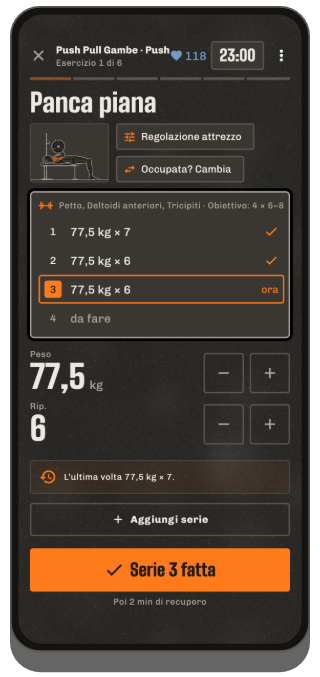 Push Pull Gambe · Push
118
23:00
Esercizio 1 di 6
Panca piana
Regolazione attrezzo
Occupata? Cambia
Petto, Deltoidi anteriori, Tricipiti · Obiettivo: 4 × 6–8
1 77,5 kg × 7
2 77,5 kg × 6
3 77,5 kg × 6 ora
4 da fare
Peso
77,5 kg
− +
Rip.
6
− +
L'ultima volta 77,5 kg × 7.
+ Aggiungi serie
Serie 3 fatta
Poi 2 min di recupero